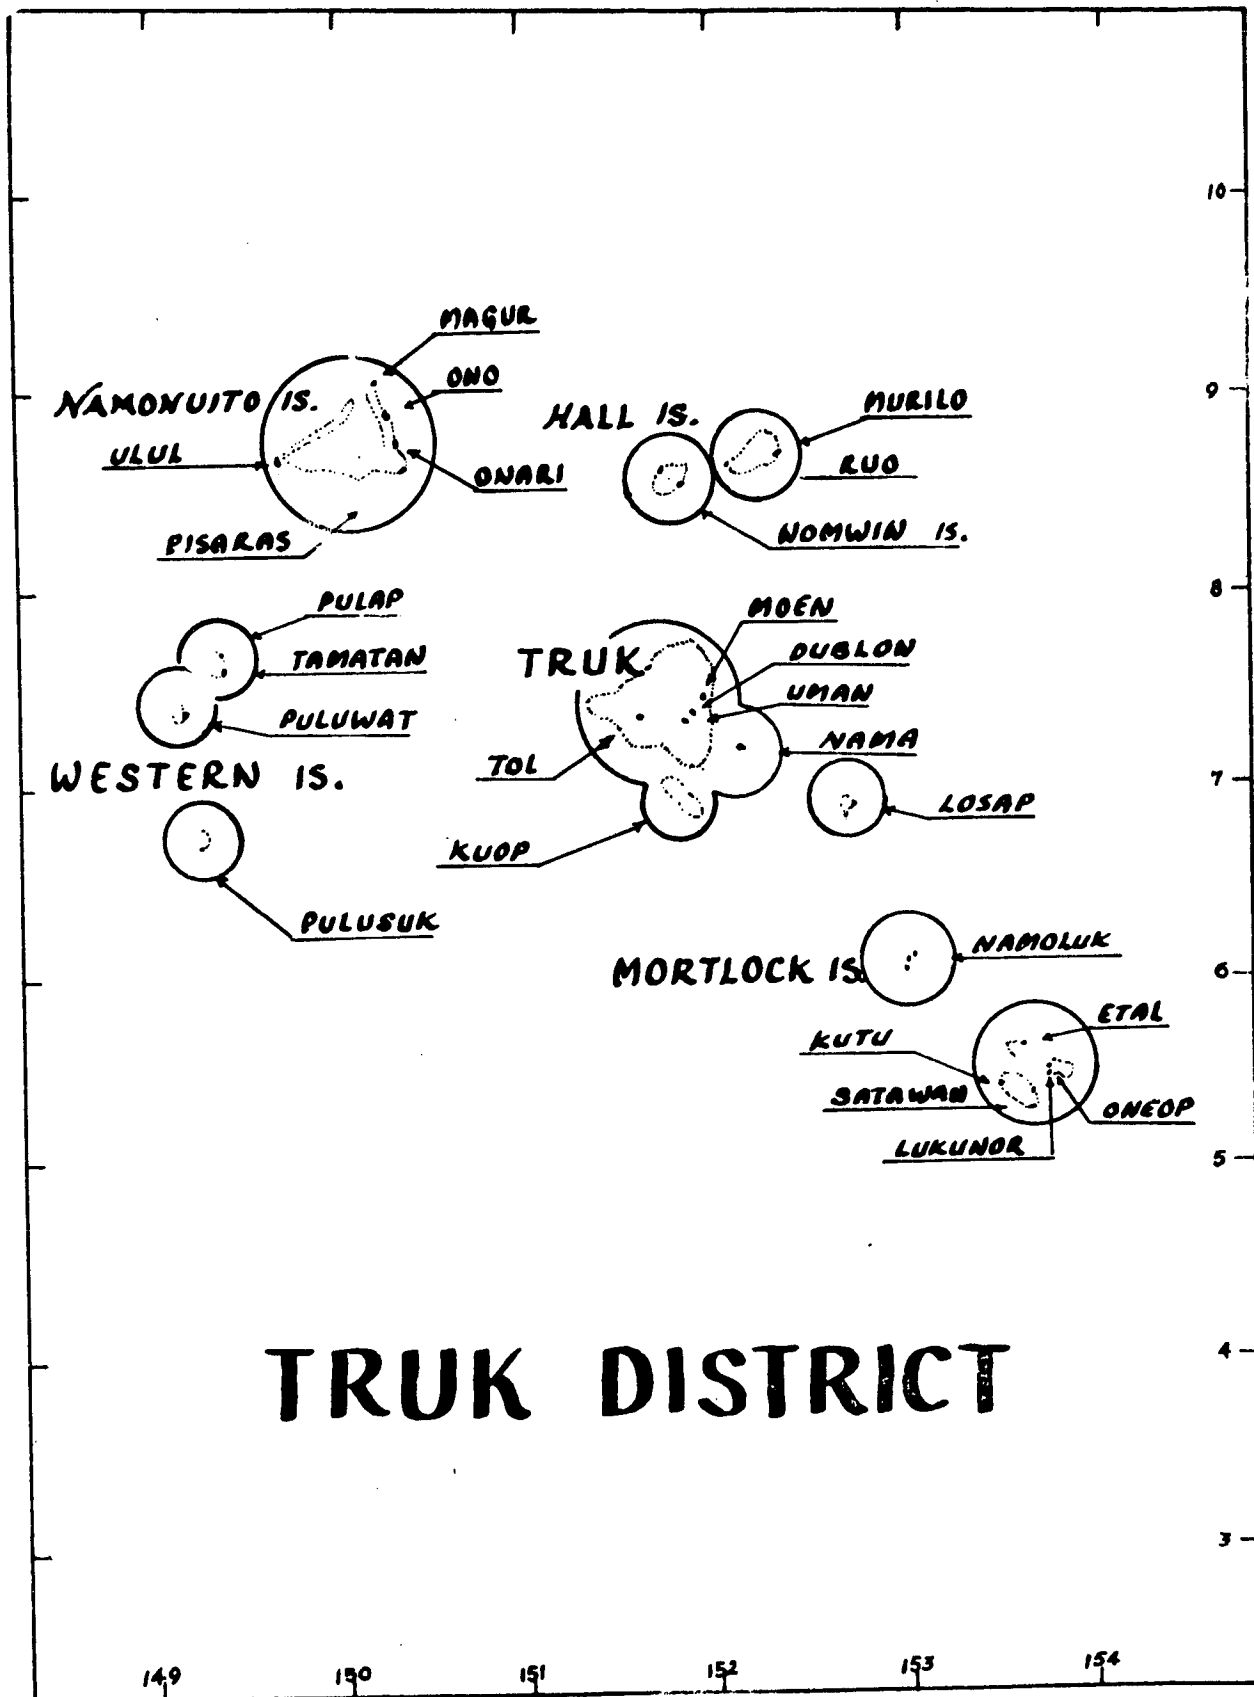 10
MAGUR
ONO
9
NAMONUITO IS.
HALL IS.
MURILO
ULUL
ONARI
RUO
PISARAS
NOMWIN IS.
8
PULAP
MOEN
TAMATAN
TRUK
DUBLON
UMAN
PULUWAT
NAMA
TOL
WESTERN IS.
7
LOSAP
KUOP
PULUSUK
NAMOLUK
MORTLOCK IS.
6
ETAL
KUTU
SATAWAN
ONEOP
LUKUNOR
5
TRUK DISTRICT
4
3
149 150 151 152 153 154